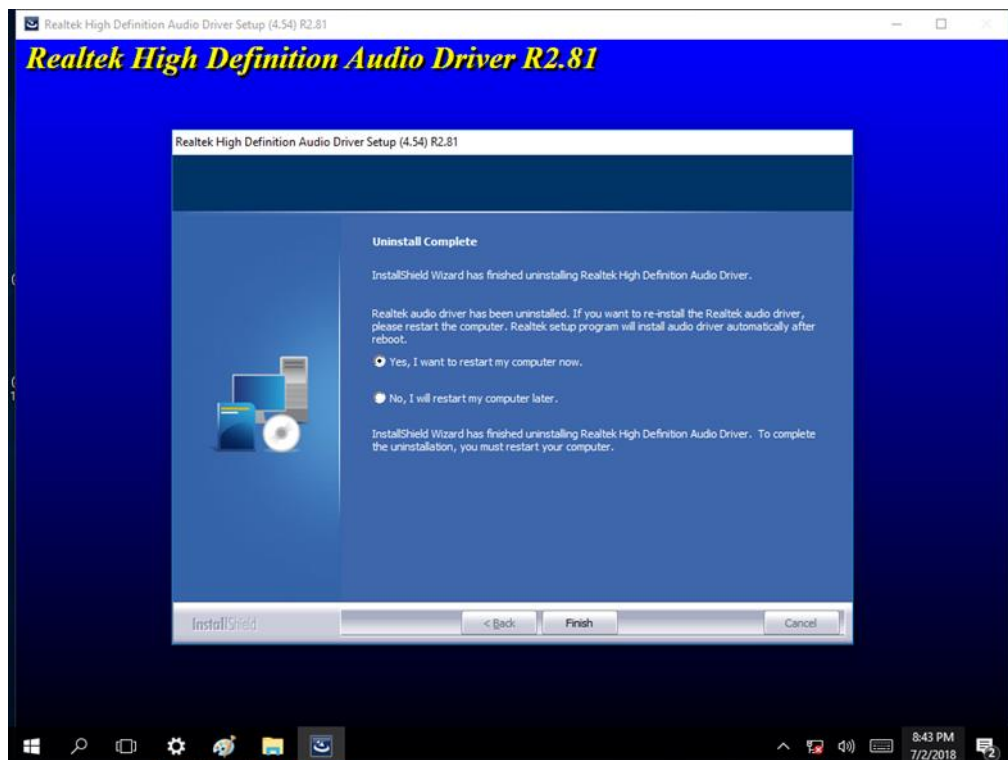 Realtek High Definition Audio Driver Setup (4.54) R2.81
Realtek High Definition Audio Driver R2.81
Realtek High Definition Audio Driver Setup (4.54) R2.81
Uninstall Complete
InstallShield Wizard has finished uninstalling Realtek High Definition Audio Driver.
Realtek audio driver has been uninstalled. If you want to re-install the Realtek audio driver,
please restart the computer. Realtek setup program will install audio driver automatically after
reboot.
Yes, I want to restart my computer now.
No, I will restart my computer later.
InstallShield Wizard has finished uninstalling Realtek High Definition Audio Driver. To complete
the uninstallation, you must restart your computer.
InstallShield
< Back
Finish
Cancel
8:43 PM
7/2/2018
2